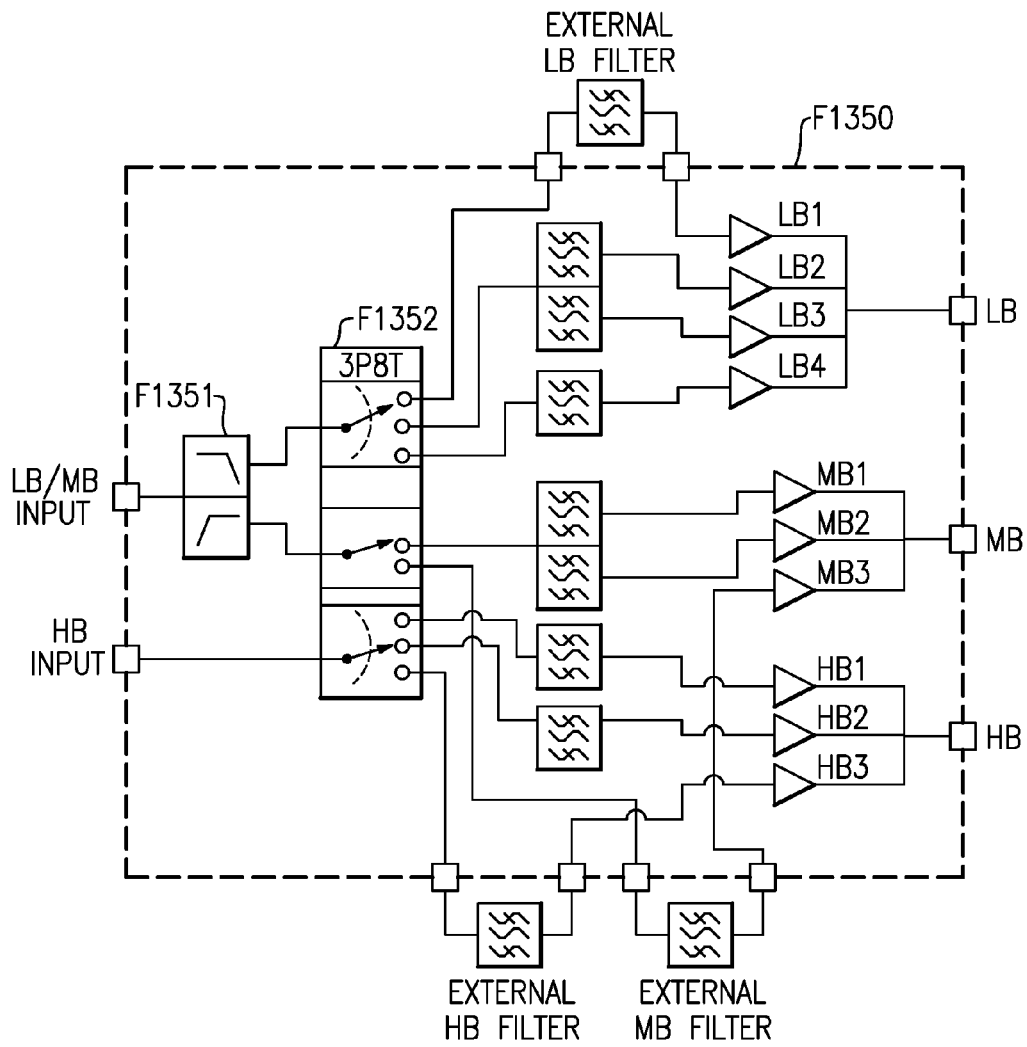 EXTERNAL
LB FILTER
F1350
LB1
LB2
LB3
LB4
LB
F1352
3P8T
F1351
LB/MB
INPUT
MB1
MB2
MB3
MB
HB
INPUT
HB1
HB2
HB3
HB
EXTERNAL
HB FILTER
EXTERNAL
MB FILTER